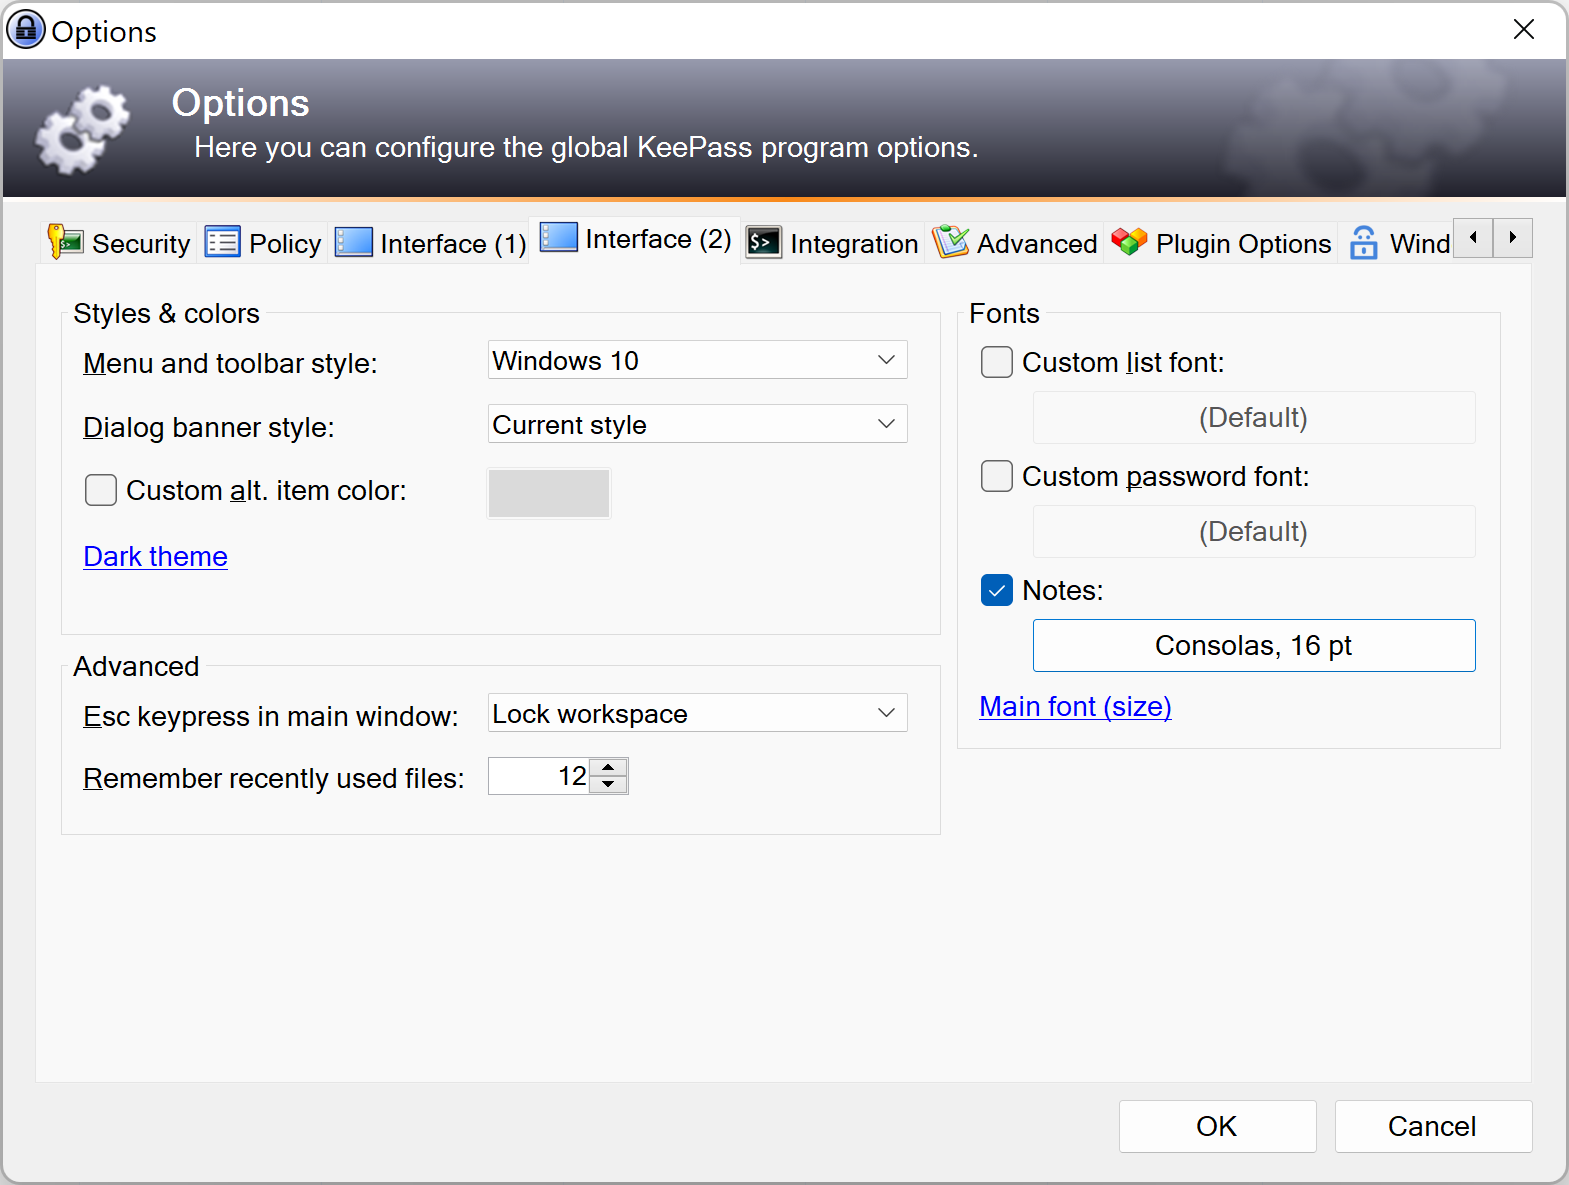 Options
Options
Here you can configure the global KeePass program options.
Security Policy Interface (1) Interface (2) Integration Advanced Plugin Options Wind
Styles & colors
Menu and toolbar style: Windows 10
Dialog banner style: Current style
Custom alt. item color:
Dark theme
Advanced
Esc keypress in main window: Lock workspace
Remember recently used files: 12
Fonts
Custom list font:
(Default)
Custom password font:
(Default)
Notes:
Consolas, 16 pt
Main font (size)
OK Cancel